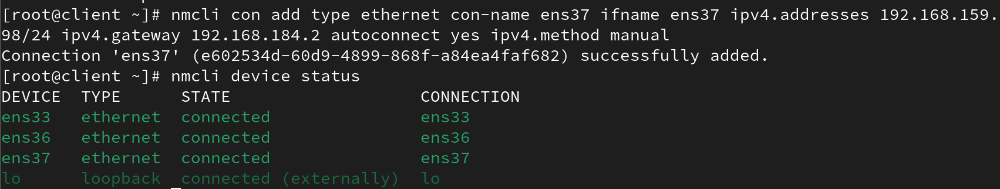 [root@client ~]# nmcli con add type ethernet con-name ens37 ifname ens37 ipv4.addresses 192.168.159.
98/24 ipv4.gateway 192.168.184.2 autoconnect yes ipv4.method manual
Connection 'ens37' (e602534d-60d9-4899-868f-a84ea4faf682) successfully added.
[root@client ~]# nmcli device status
DEVICE  TYPE      STATE                   CONNECTION
ens33   ethernet  connected               ens33
ens36   ethernet  connected               ens36
ens37   ethernet  connected               ens37
lo      loopback  connected (externally)  lo